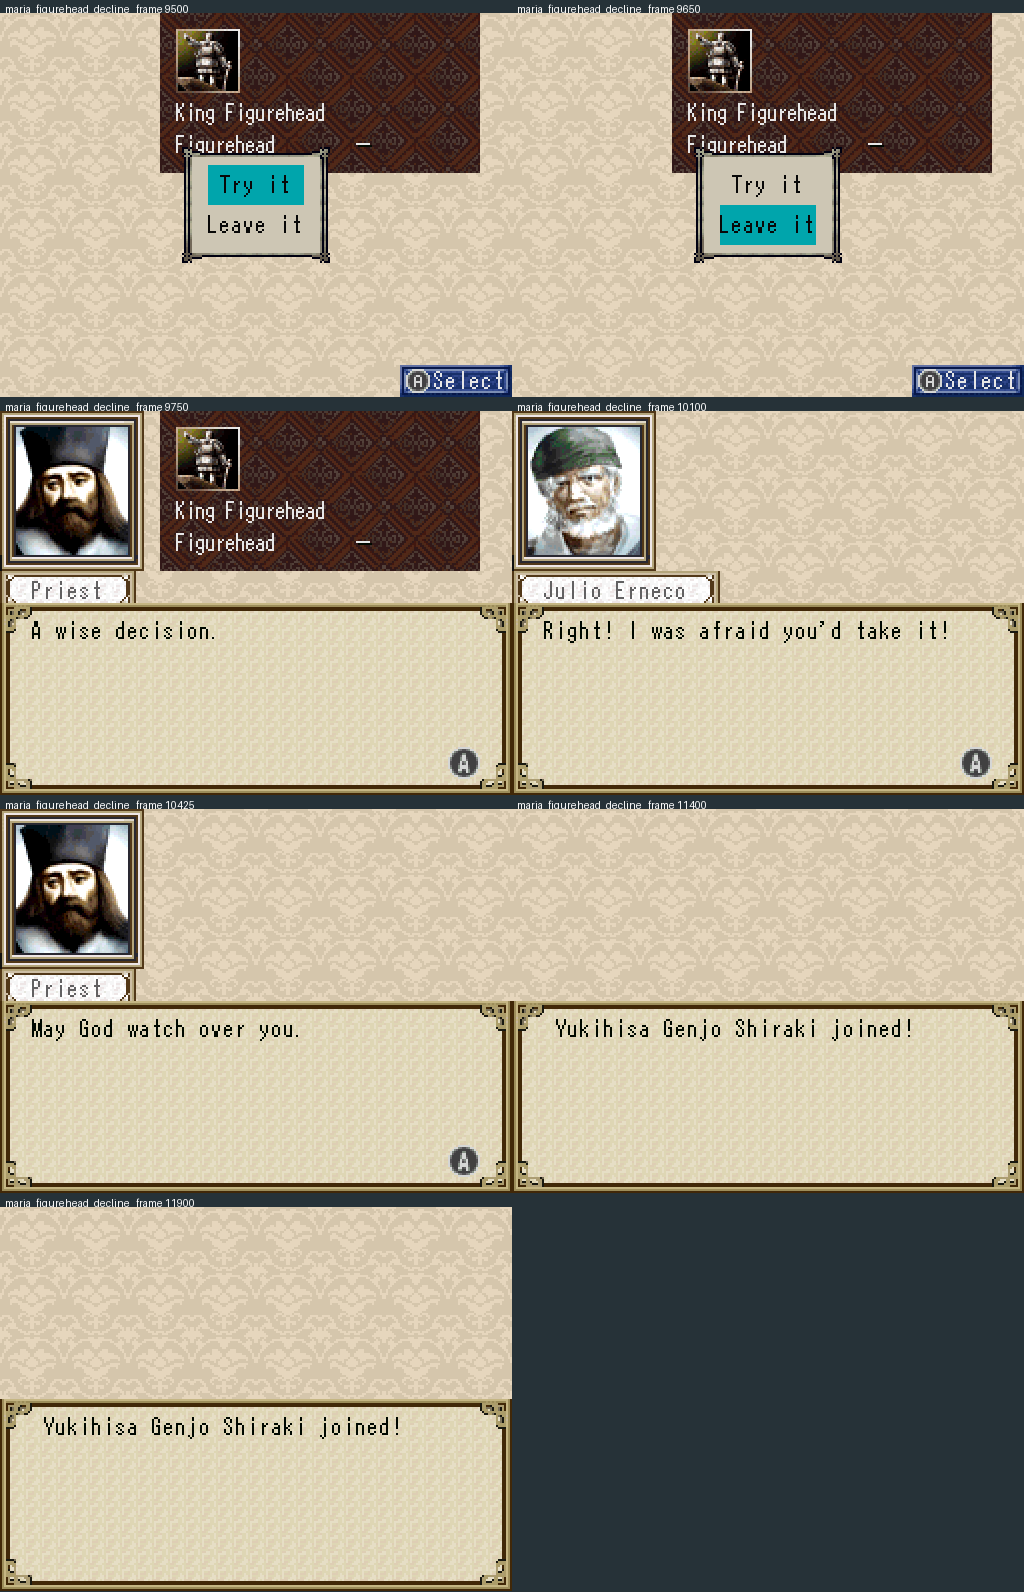 maria_figurehead_decline_frame 9500
King Figurehead
Figurehead —
Try it
Leave it
Ⓐ Select
maria_figurehead_decline_frame 9650
King Figurehead
Figurehead —
Try it
Leave it
Ⓐ Select
maria_figurehead_decline_frame 9750
King Figurehead
Figurehead —
Priest
A wise decision.
Ⓐ
maria_figurehead_decline_frame 10100
Julio Erneco
Right! I was afraid you'd take it!
Ⓐ
maria_figurehead_decline_frame 10425
Priest
May God watch over you.
Ⓐ
maria_figurehead_decline_frame 11400
Yukihisa Genjo Shiraki joined!
maria_figurehead_decline_frame 11900
Yukihisa Genjo Shiraki joined!